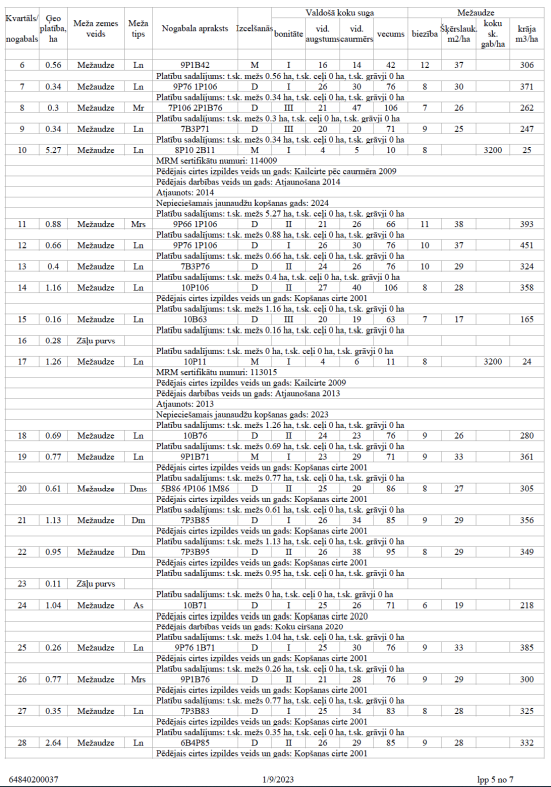 Kvartāls/ nogabals Ģeo platība, ha Meža zemes veids Meža tips Nogabala apraksts Izcelšanās Valdošā koku suga bonitāte vid. augstums vid. caurmērs vecums Mežaudze biezība Šķērslauk. m2/ha koku sk. gab/ha krāja m3/ha
6 0.56 Mežaudze Ln 9P1B42 M I 16 14 42 12 37 306
Platību sadalījums: t.sk. mežs 0.56 ha, t.sk. ceļi 0 ha, t.sk. grāvji 0 ha
7 0.34 Mežaudze Ln 9P76 1P106 D I 26 30 76 8 30 371
Platību sadalījums: t.sk. mežs 0.34 ha, t.sk. ceļi 0 ha, t.sk. grāvji 0 ha
8 0.3 Mežaudze Mr 7P106 2P1B76 D III 21 47 106 7 26 262
Platību sadalījums: t.sk. mežs 0.3 ha, t.sk. ceļi 0 ha, t.sk. grāvji 0 ha
9 0.34 Mežaudze Ln 7B3P71 D III 20 20 71 9 25 247
Platību sadalījums: t.sk. mežs 0.34 ha, t.sk. ceļi 0 ha, t.sk. grāvji 0 ha
10 5.27 Mežaudze Ln 8P10 2B11 M I 4 5 10 8 3200 25
MRM sertifikātu numuri: 114009
Pēdējais cirtes izpildes veids un gads: Kailcirte pēc caurmēra 2009
Pēdējais darbības veids un gads: Atjaunošana 2014
Atjaunots: 2014
Nepieciešamais jaunaudžu kopšanas gads: 2024
Platību sadalījums: t.sk. mežs 5.27 ha, t.sk. ceļi 0 ha, t.sk. grāvji 0 ha
11 0.88 Mežaudze Mrs 9P66 1P106 D II 21 26 66 11 38 393
Platību sadalījums: t.sk. mežs 0.88 ha, t.sk. ceļi 0 ha, t.sk. grāvji 0 ha
12 0.66 Mežaudze Ln 9P76 1P106 D I 26 30 76 10 37 451
Platību sadalījums: t.sk. mežs 0.66 ha, t.sk. ceļi 0 ha, t.sk. grāvji 0 ha
13 0.4 Mežaudze Ln 7B3P76 D II 24 26 76 10 29 324
Platību sadalījums: t.sk. mežs 0.4 ha, t.sk. ceļi 0 ha, t.sk. grāvji 0 ha
14 1.16 Mežaudze Ln 10P106 D II 27 40 106 8 28 358
Pēdējais cirtes izpildes veids un gads: Kopšanas cirte 2001
Platību sadalījums: t.sk. mežs 1.16 ha, t.sk. ceļi 0 ha, t.sk. grāvji 0 ha
15 0.16 Mežaudze Ln 10B63 D III 20 19 63 7 17 165
Platību sadalījums: t.sk. mežs 0.16 ha, t.sk. ceļi 0 ha, t.sk. grāvji 0 ha
16 0.28 Zāļu purvs
Platību sadalījums: t.sk. mežs 0 ha, t.sk. ceļi 0 ha, t.sk. grāvji 0 ha
17 1.26 Mežaudze Ln 10P11 M I 4 6 11 8 3200 24
MRM sertifikātu numuri: 113015
Pēdējais cirtes izpildes veids un gads: Kailcirte 2009
Pēdējais darbības veids un gads: Atjaunošana 2013
Atjaunots: 2013
Nepieciešamais jaunaudžu kopšanas gads: 2023
Platību sadalījums: t.sk. mežs 1.26 ha, t.sk. ceļi 0 ha, t.sk. grāvji 0 ha
18 0.69 Mežaudze Ln 10B76 D II 24 23 76 9 26 280
Platību sadalījums: t.sk. mežs 0.69 ha, t.sk. ceļi 0 ha, t.sk. grāvji 0 ha
19 0.77 Mežaudze Ln 9P1B71 M I 23 29 71 9 33 361
Pēdējais cirtes izpildes veids un gads: Kopšanas cirte 2001
Platību sadalījums: t.sk. mežs 0.77 ha, t.sk. ceļi 0 ha, t.sk. grāvji 0 ha
20 0.61 Mežaudze Dms 5B86 4P106 1M86 D II 25 29 86 8 27 305
Pēdējais cirtes izpildes veids un gads: Kopšanas cirte 2001
Platību sadalījums: t.sk. mežs 0.61 ha, t.sk. ceļi 0 ha, t.sk. grāvji 0 ha
21 1.13 Mežaudze Dm 7P3B85 D I 26 34 85 9 29 356
Pēdējais cirtes izpildes veids un gads: Kopšanas cirte 2001
Platību sadalījums: t.sk. mežs 1.13 ha, t.sk. ceļi 0 ha, t.sk. grāvji 0 ha
22 0.95 Mežaudze Dm 7P3B95 D II 26 38 95 8 29 349
Pēdējais cirtes izpildes veids un gads: Kopšanas cirte 2001
Platību sadalījums: t.sk. mežs 0.95 ha, t.sk. ceļi 0 ha, t.sk. grāvji 0 ha
23 0.11 Zāļu purvs
Platību sadalījums: t.sk. mežs 0 ha, t.sk. ceļi 0 ha, t.sk. grāvji 0 ha
24 1.04 Mežaudze As 10B71 D I 25 26 71 6 19 218
Pēdējais cirtes izpildes veids un gads: Kopšanas cirte 2020
Pēdējais darbības veids un gads: Koku ciršana 2020
Platību sadalījums: t.sk. mežs 1.04 ha, t.sk. ceļi 0 ha, t.sk. grāvji 0 ha
25 0.26 Mežaudze Ln 9P76 1B71 D I 25 30 76 9 33 385
Pēdējais cirtes izpildes veids un gads: Kopšanas cirte 2001
Platību sadalījums: t.sk. mežs 0.26 ha, t.sk. ceļi 0 ha, t.sk. grāvji 0 ha
26 0.77 Mežaudze Mrs 9P1B76 D II 21 28 76 9 29 300
Pēdējais cirtes izpildes veids un gads: Kopšanas cirte 2001
Platību sadalījums: t.sk. mežs 0.77 ha, t.sk. ceļi 0 ha, t.sk. grāvji 0 ha
27 0.35 Mežaudze Ln 7P3B83 D I 25 34 83 8 28 325
Pēdējais cirtes izpildes veids un gads: Kopšanas cirte 2001
Platību sadalījums: t.sk. mežs 0.35 ha, t.sk. ceļi 0 ha, t.sk. grāvji 0 ha
28 2.64 Mežaudze Ln 6B4P85 D II 26 29 85 9 28 332
Pēdējais cirtes izpildes veids un gads: Kopšanas cirte 2001
64840200037 1/9/2023 lpp 5 no 7